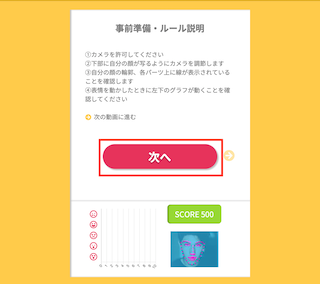 事前準備・ルール説明
①カメラを許可してください
②下部に自分の顔が写るようにカメラを調節します
③自分の顔の輪郭、各パーツ上に線が表示されている
ことを確認します
④表情を動かしたときに左下のグラフが動くことを確
認してください
次の動画に進む
次へ
SCORE 500